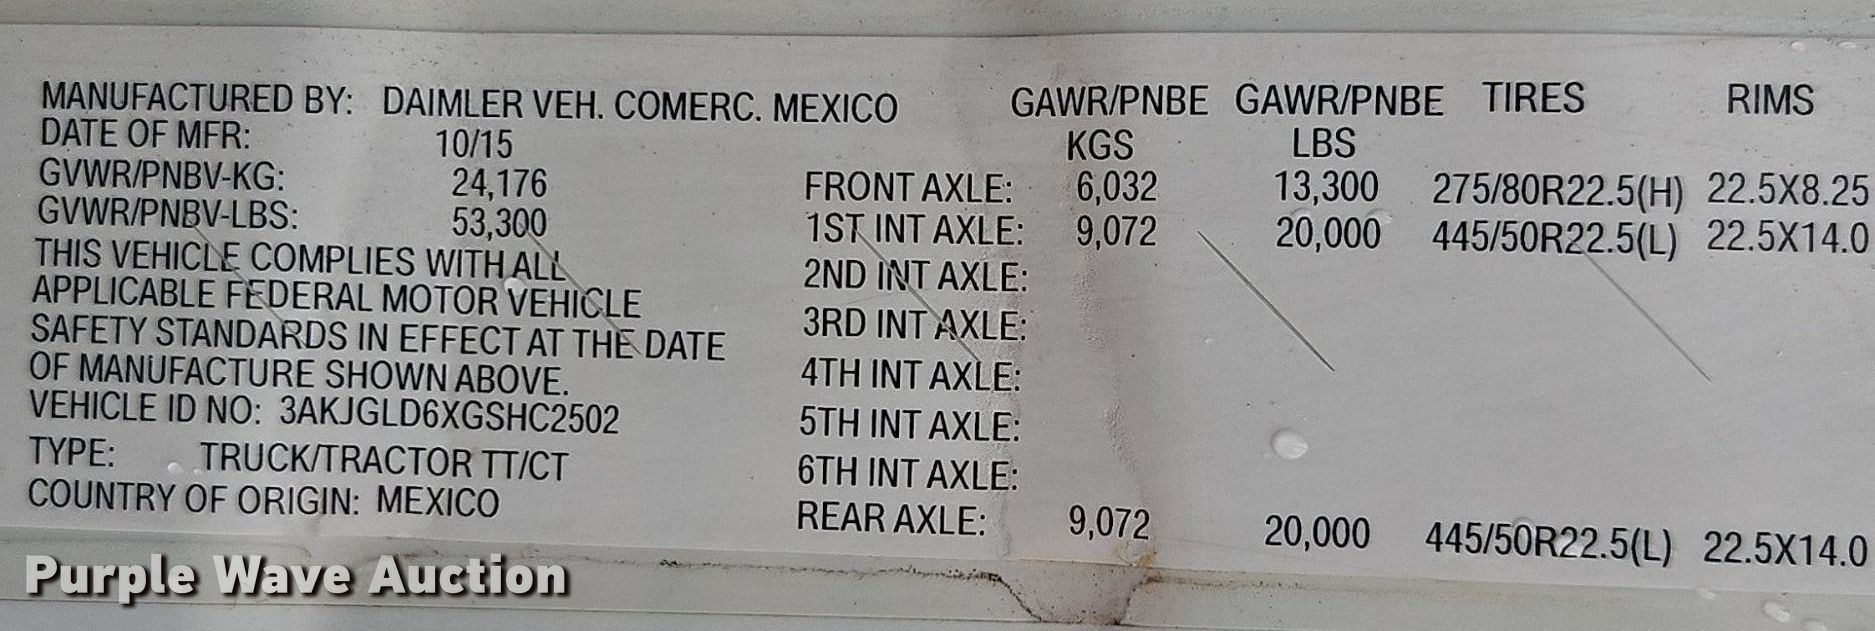 MANUFACTURED BY: DAIMLER VEH. COMERC. MEXICO
DATE OF MFR: 10/15
GVWR/PNBV-KG: 24,176
GVWR/PNBV-LBS: 53,300
THIS VEHICLE COMPLIES WITH ALL
APPLICABLE FEDERAL MOTOR VEHICLE
SAFETY STANDARDS IN EFFECT AT THE DATE
OF MANUFACTURE SHOWN ABOVE.
VEHICLE ID NO: 3AKJGLD6XGSHC2502
TYPE: TRUCK/TRACTOR TT/CT
COUNTRY OF ORIGIN: MEXICO
GAWR/PNBE GAWR/PNBE TIRES RIMS
KGS LBS
FRONT AXLE: 6,032 13,300 275/80R22.5(H) 22.5X8.25
1ST INT AXLE: 9,072 20,000 445/50R22.5(L) 22.5X14.0
2ND INT AXLE:
3RD INT AXLE:
4TH INT AXLE:
5TH INT AXLE:
6TH INT AXLE:
REAR AXLE: 9,072 20,000 445/50R22.5(L) 22.5X14.0
Purple Wave Auction